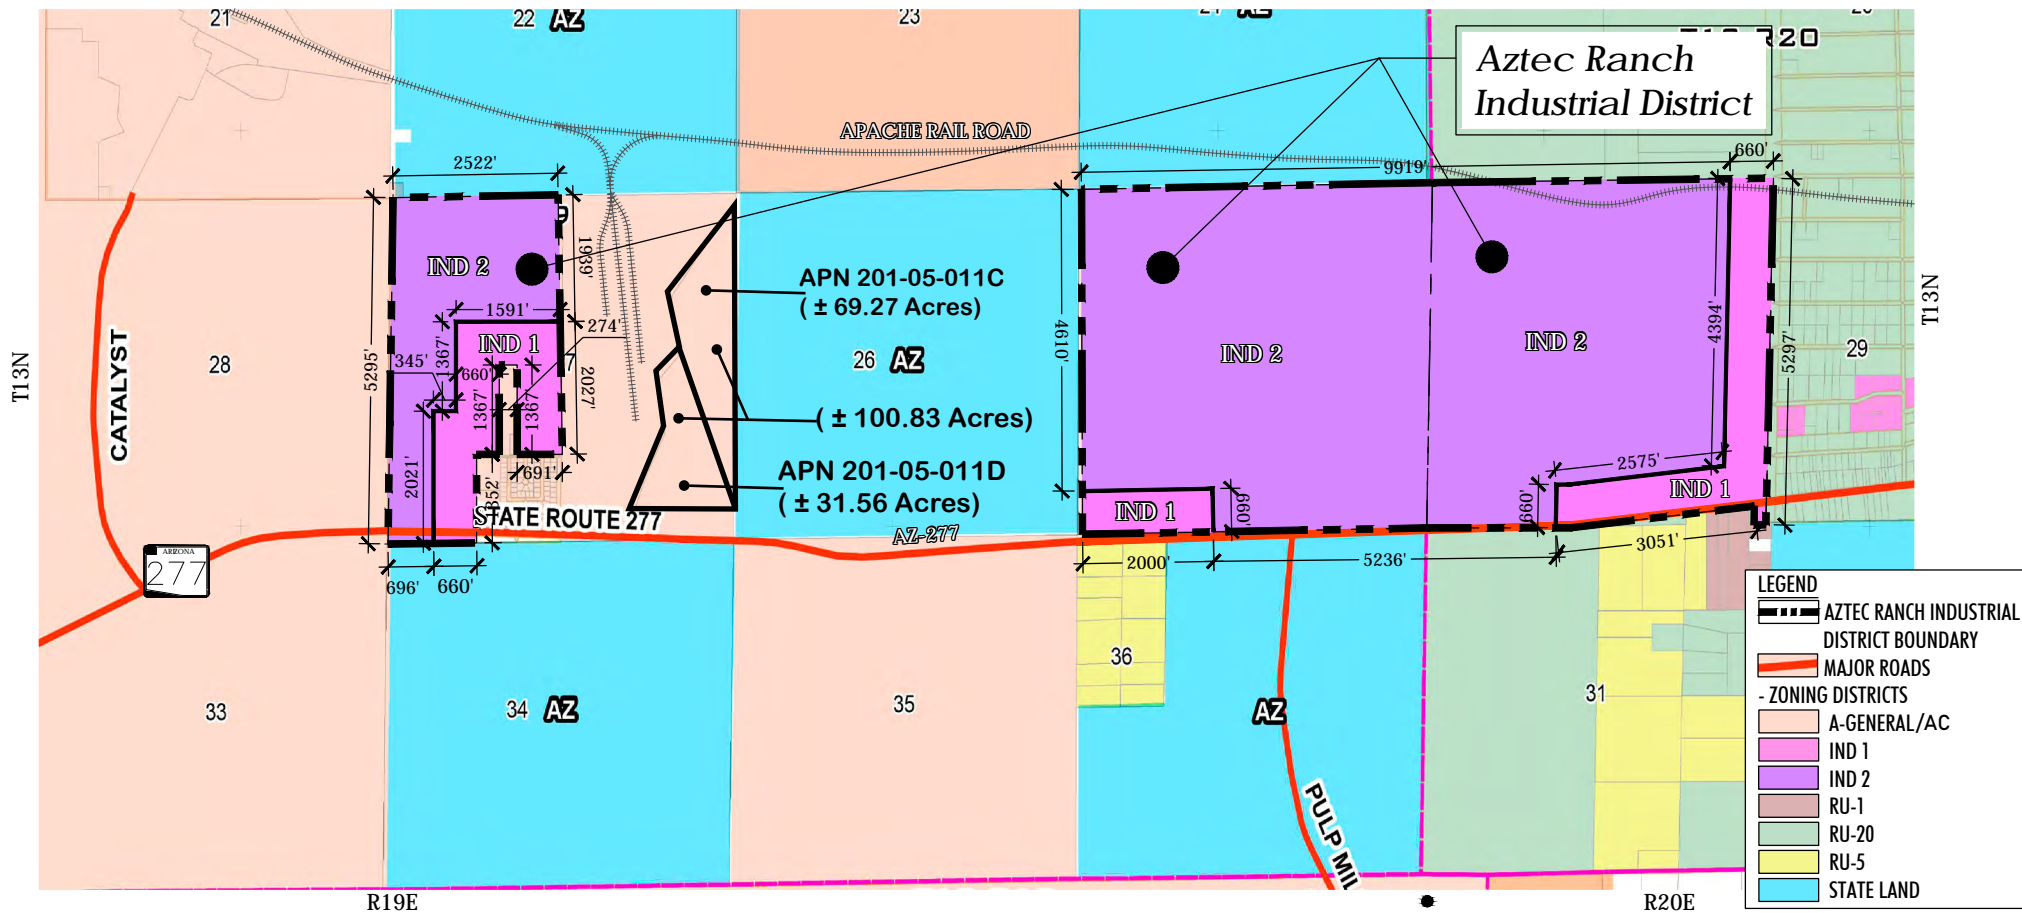 21
22 AZ
23
R20
Aztec Ranch
Industrial District
APACHE RAIL ROAD
2522'
9919'
660'
IND 2
1939'
1591'
274'
IND 1
1367'
345'
660'
1367'
1367'
2027'
5295'
2021'
352'
691'
696'
660'
APN 201-05-011C
( ± 69.27 Acres)
26 AZ
( ± 100.83 Acres)
APN 201-05-011D
( ± 31.56 Acres)
4610'
IND 2
IND 2
4394'
5297'
2575'
IND 1
660'
660'
IND 1
2000'
5236'
3051'
T13N
T13N
28
29
CATALYST
STATE ROUTE 277
AZ-277
ARIZONA
277
33
34 AZ
35
36
AZ
31
PULP MIL
R19E
R20E
LEGEND
AZTEC RANCH INDUSTRIAL
DISTRICT BOUNDARY
MAJOR ROADS
- ZONING DISTRICTS
A-GENERAL/AC
IND 1
IND 2
RU-1
RU-20
RU-5
STATE LAND